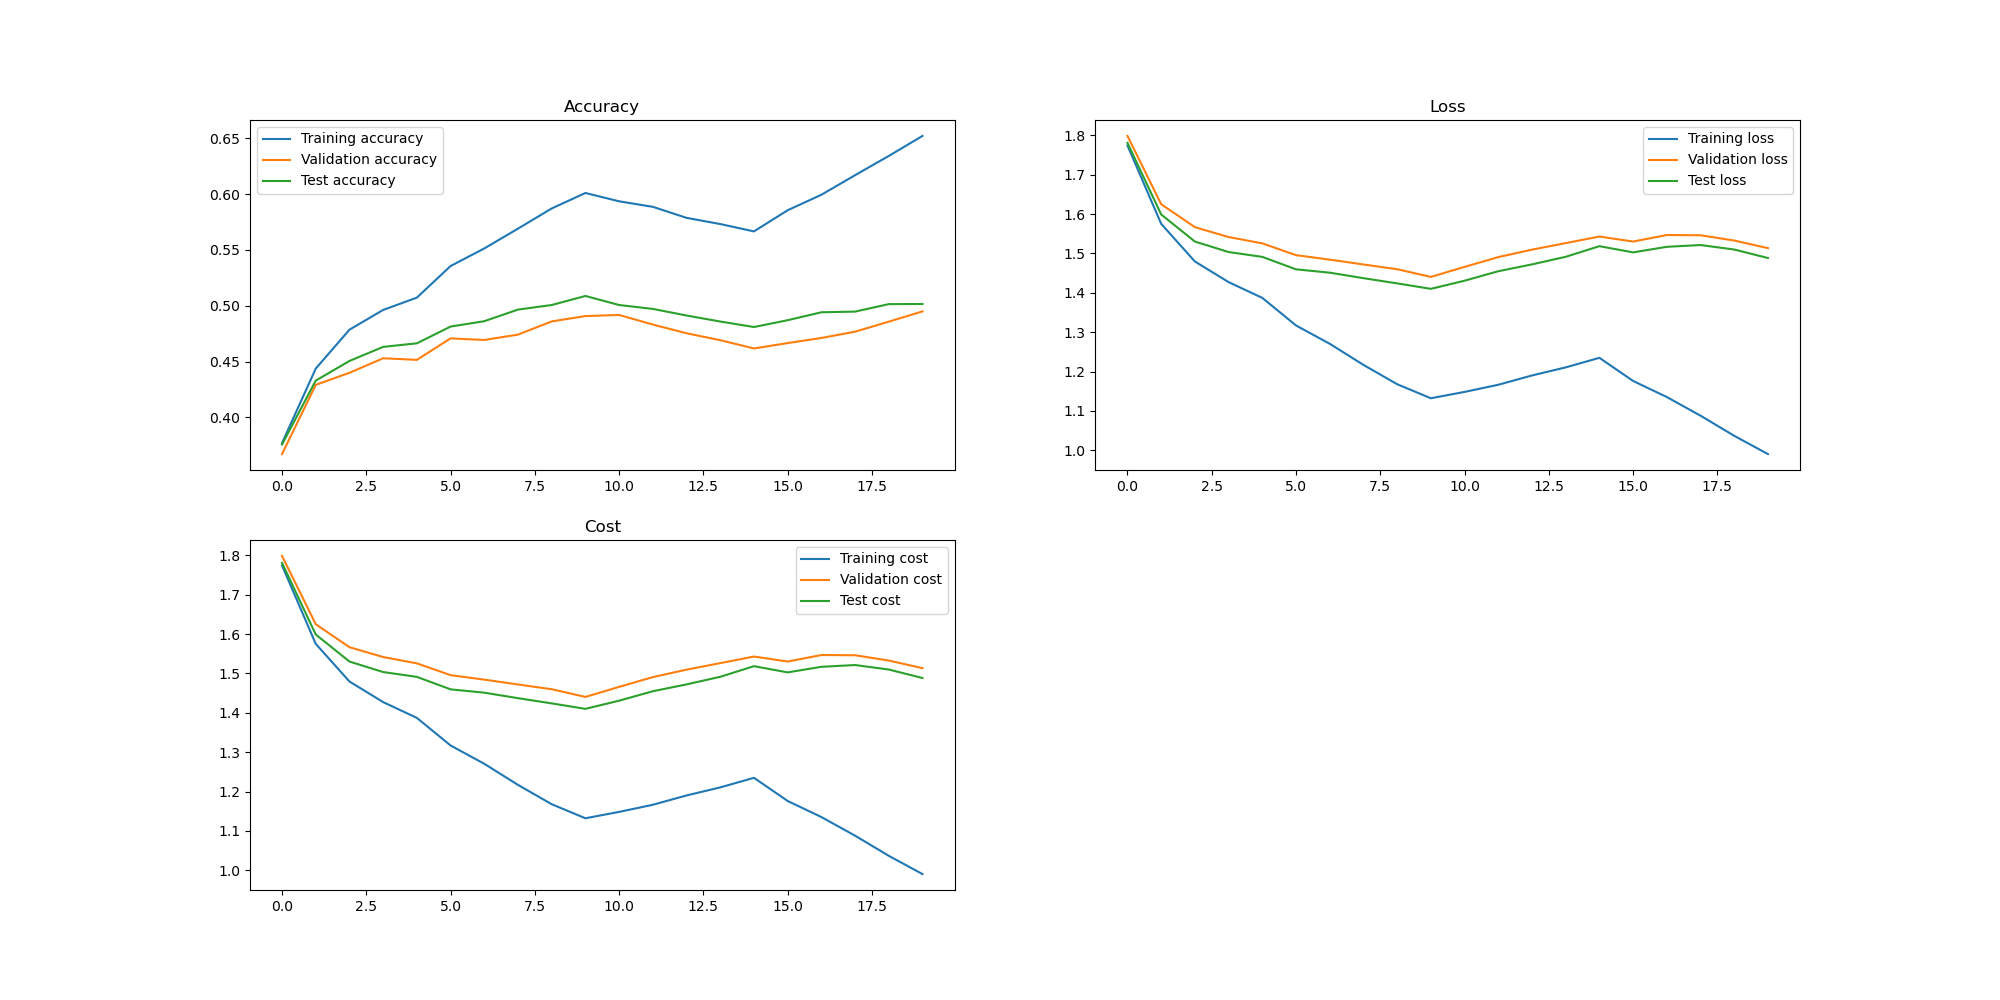 Accuracy
Training accuracy
Validation accuracy
Test accuracy
0.65
0.60
0.55
0.50
0.45
0.40
0.0 2.5 5.0 7.5 10.0 12.5 15.0 17.5
Loss
Training loss
Validation loss
Test loss
1.8
1.7
1.6
1.5
1.4
1.3
1.2
1.1
1.0
0.0 2.5 5.0 7.5 10.0 12.5 15.0 17.5
Cost
Training cost
Validation cost
Test cost
1.8
1.7
1.6
1.5
1.4
1.3
1.2
1.1
1.0
0.0 2.5 5.0 7.5 10.0 12.5 15.0 17.5